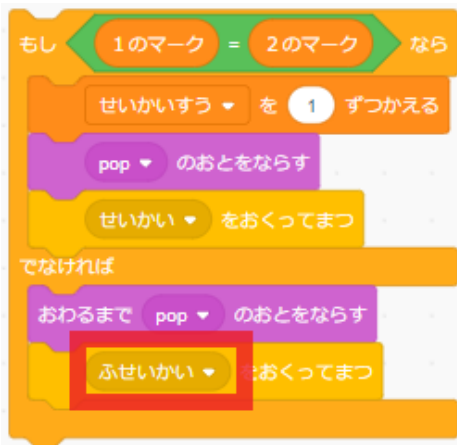 もし 1のマーク = 2のマーク なら
せいかいすう を 1 ずつかえる
pop のおとをならす
せいかい をおくってまつ
でなければ
おわるまで pop のおとをならす
ふせいかい をおくってまつ